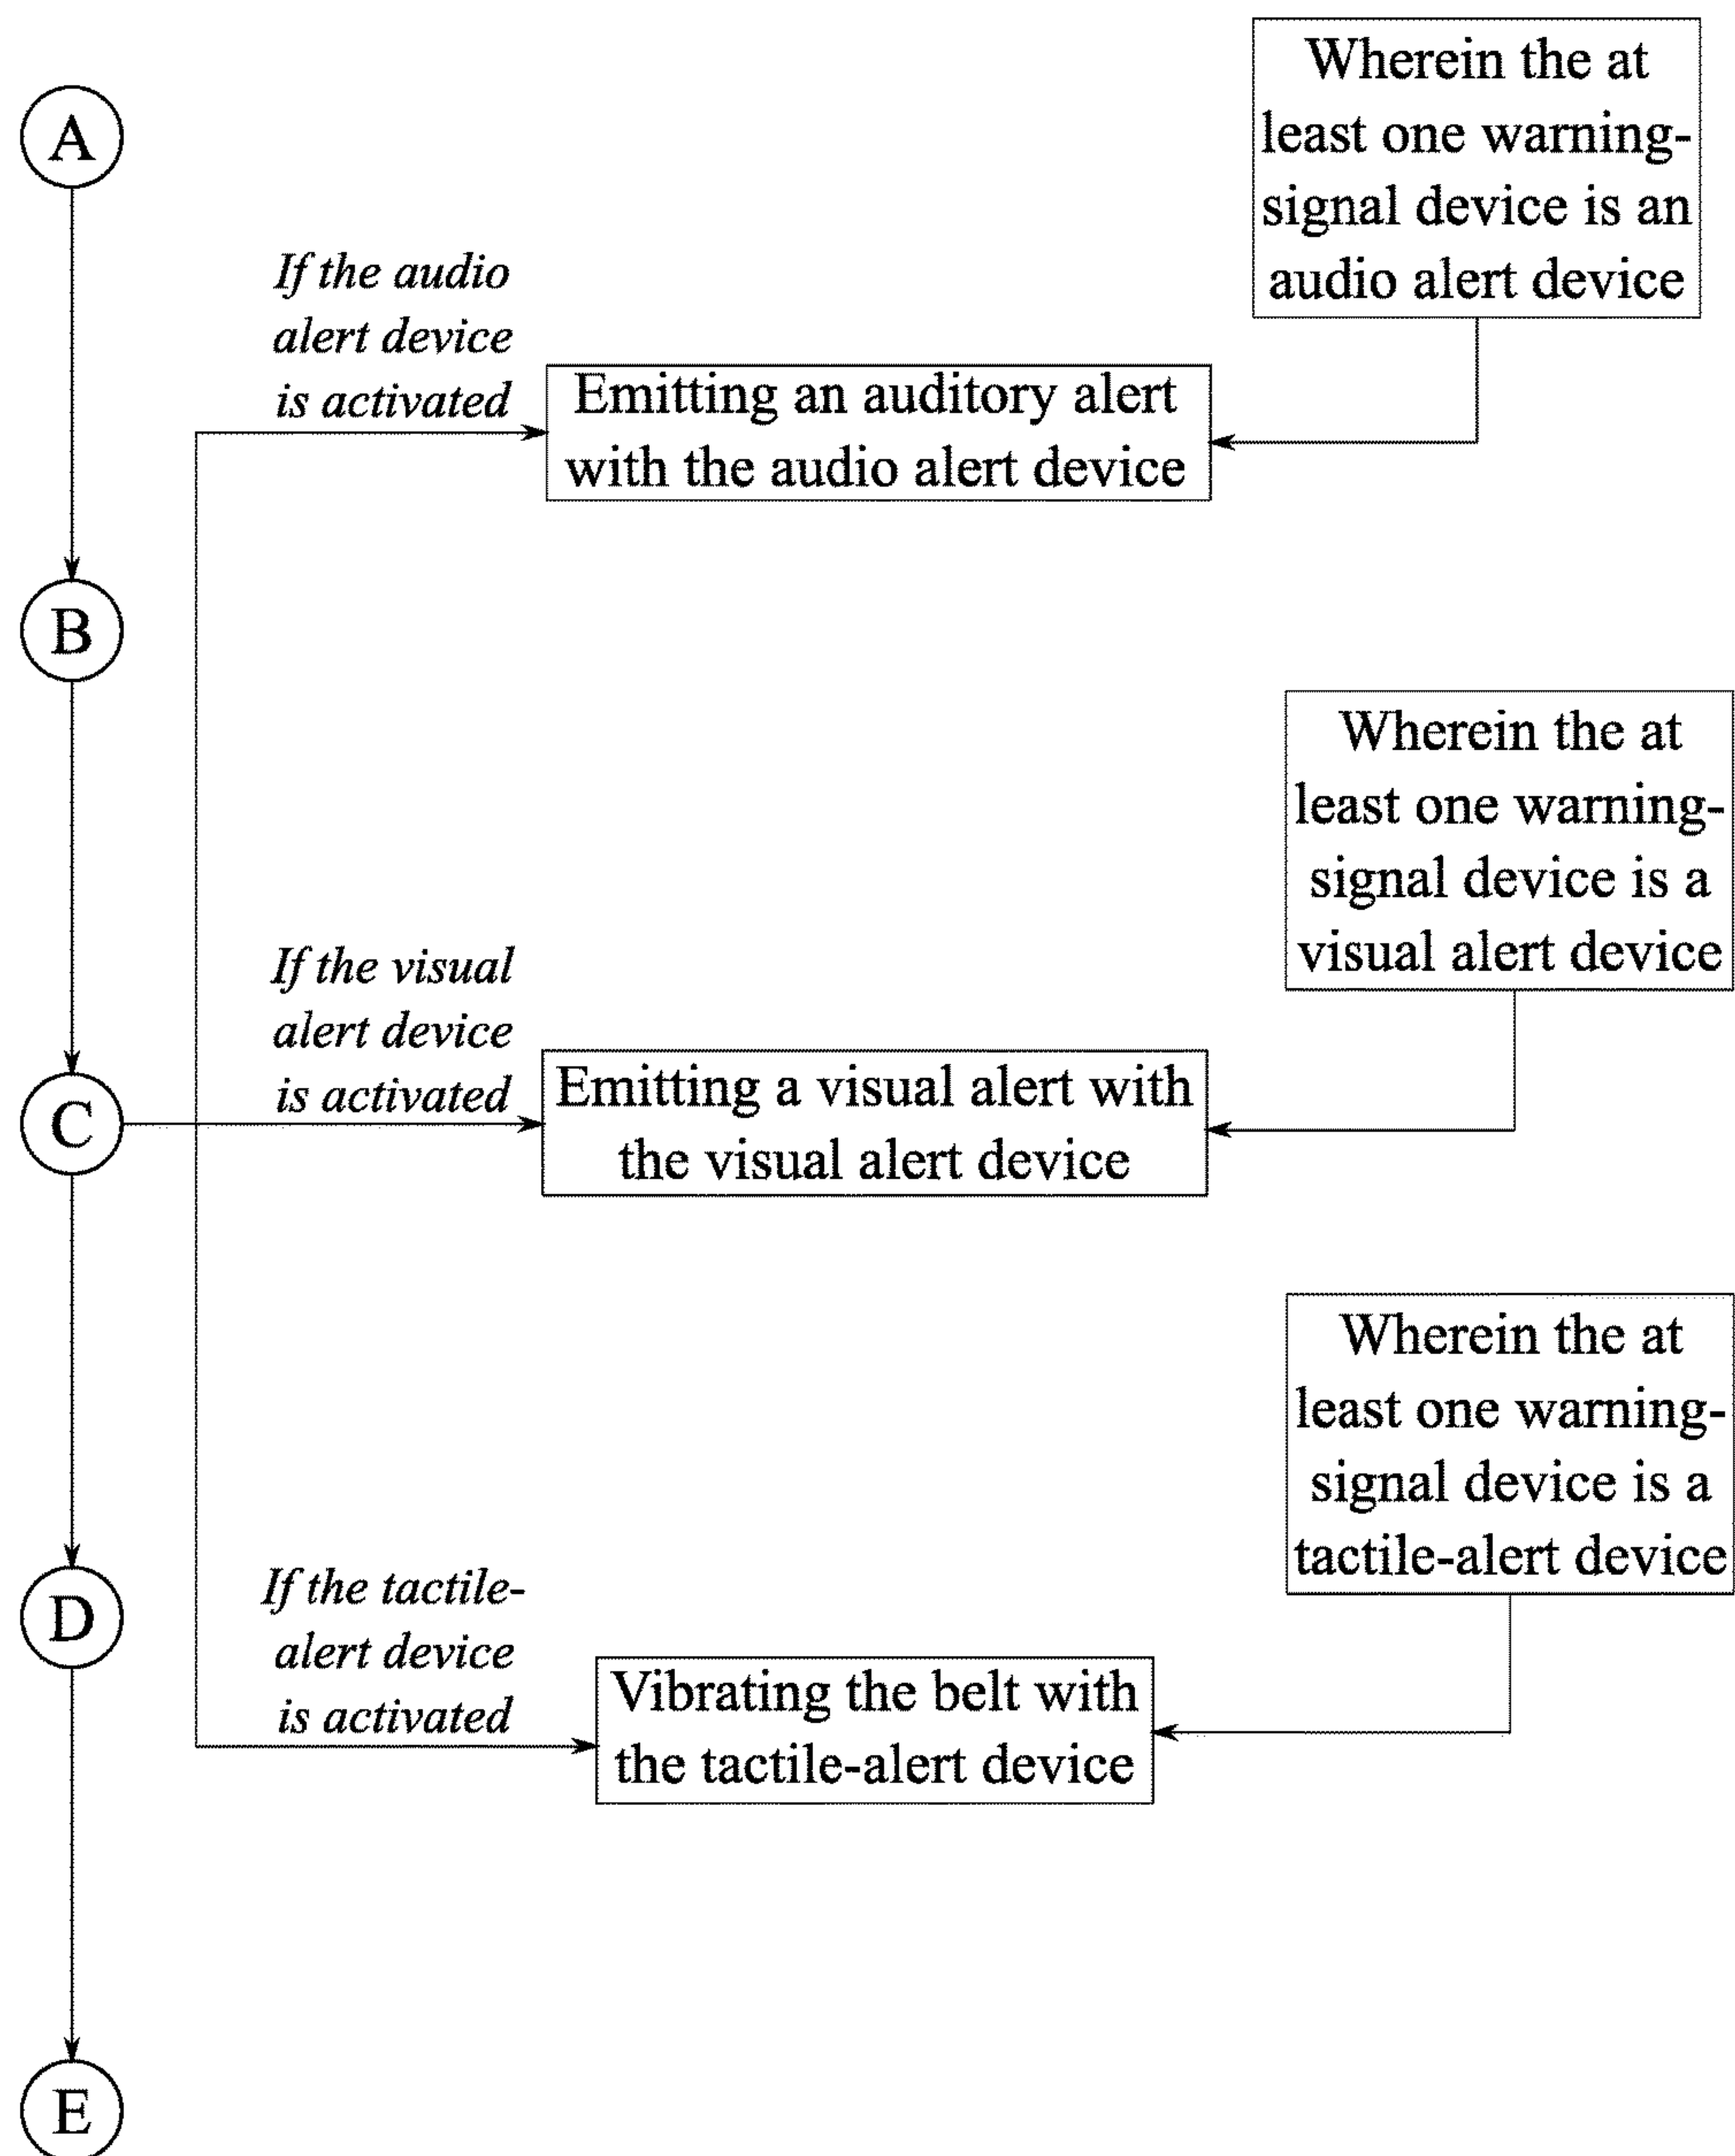 A
Wherein the at
least one warning-
signal device is an
audio alert device
If the audio
alert device
is activated
Emitting an auditory alert
with the audio alert device
B
Wherein the at
least one warning-
signal device is a
visual alert device
If the visual
alert device
is activated
C
Emitting a visual alert with
the visual alert device
Wherein the at
least one warning-
signal device is a
tactile-alert device
D
If the tactile-
alert device
is activated
Vibrating the belt with
the tactile-alert device
E